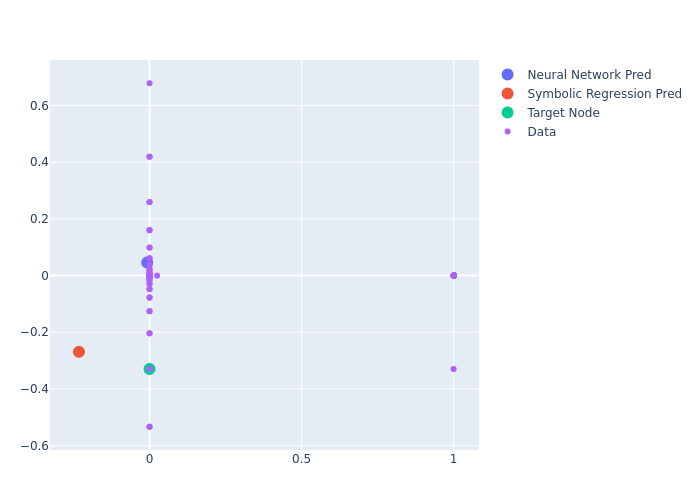 Neural Network Pred
Symbolic Regression Pred
Target Node
Data
0.6
0.4
0.2
0
−0.2
−0.4
−0.6
0
0.5
1